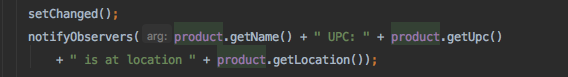 setChanged();
notifyObservers( arg: product.getName() + " UPC: " + product.getUpc()
+ " is at location " + product.getLocation());